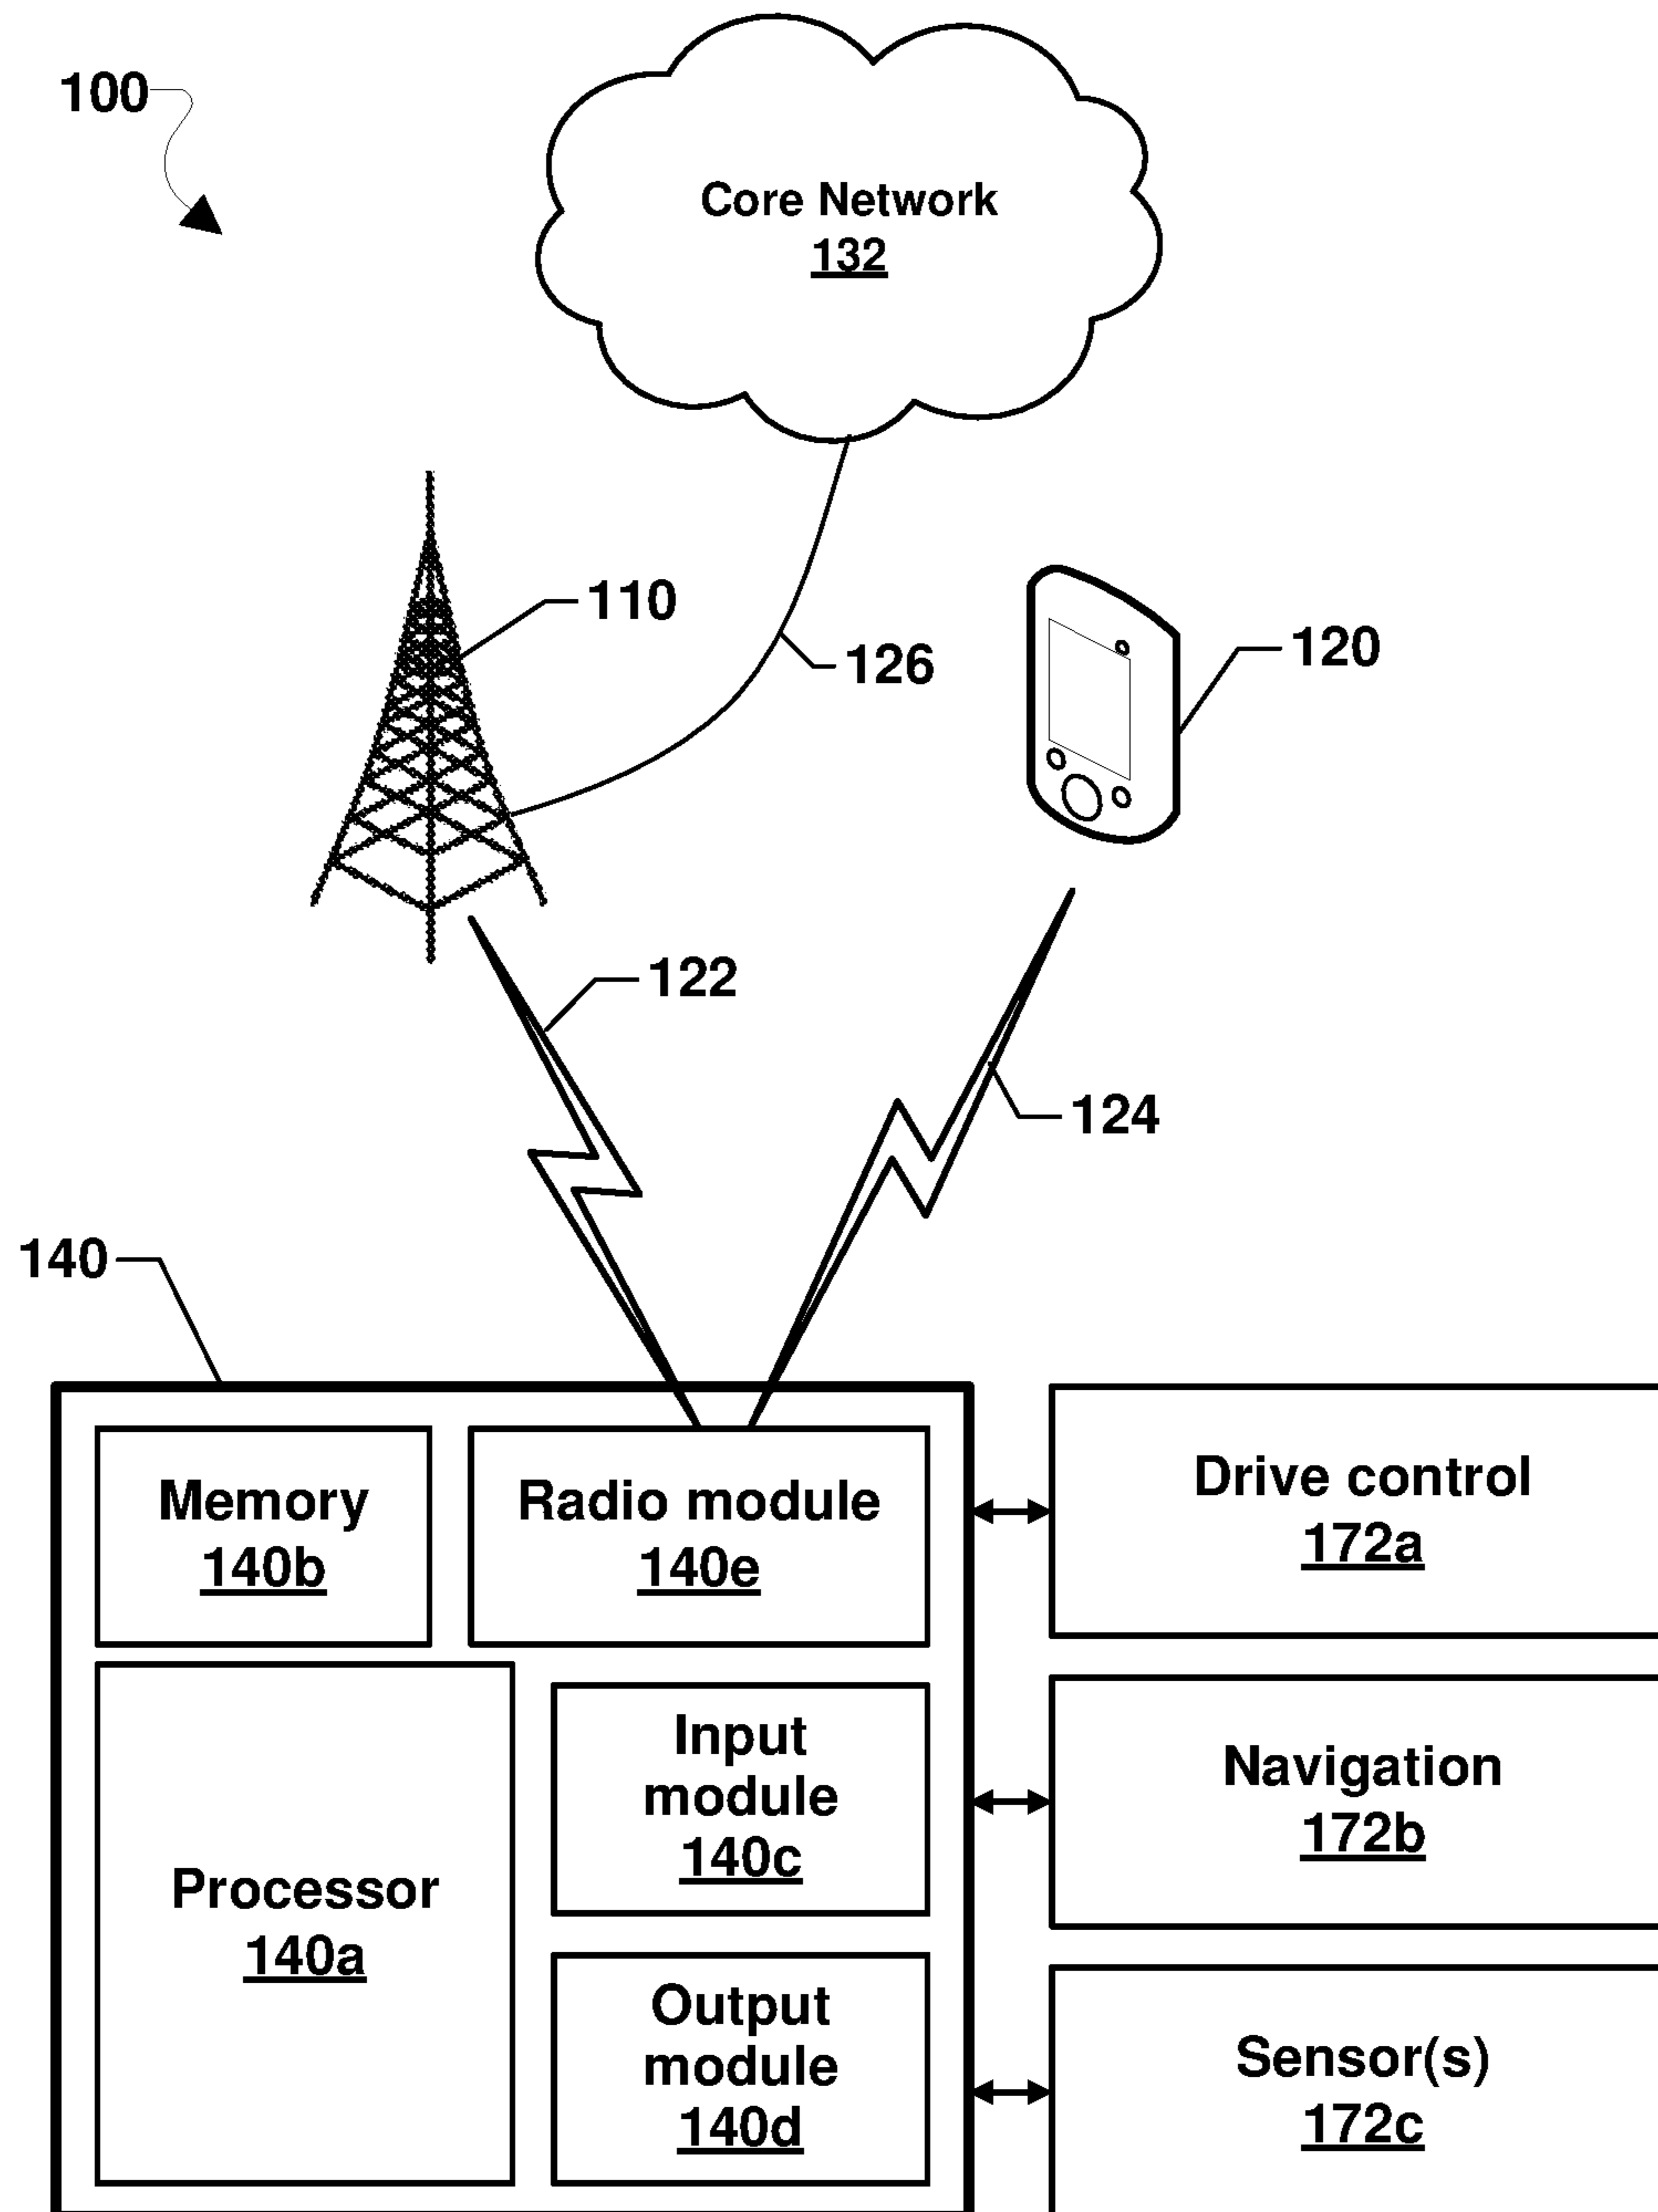 100
Core Network
132
110
126
120
122
124
140
Memory
140b
Radio module
140e
Drive control
172a
Processor
140a
Input
module
140c
Navigation
172b
Output
module
140d
Sensor(s)
172c